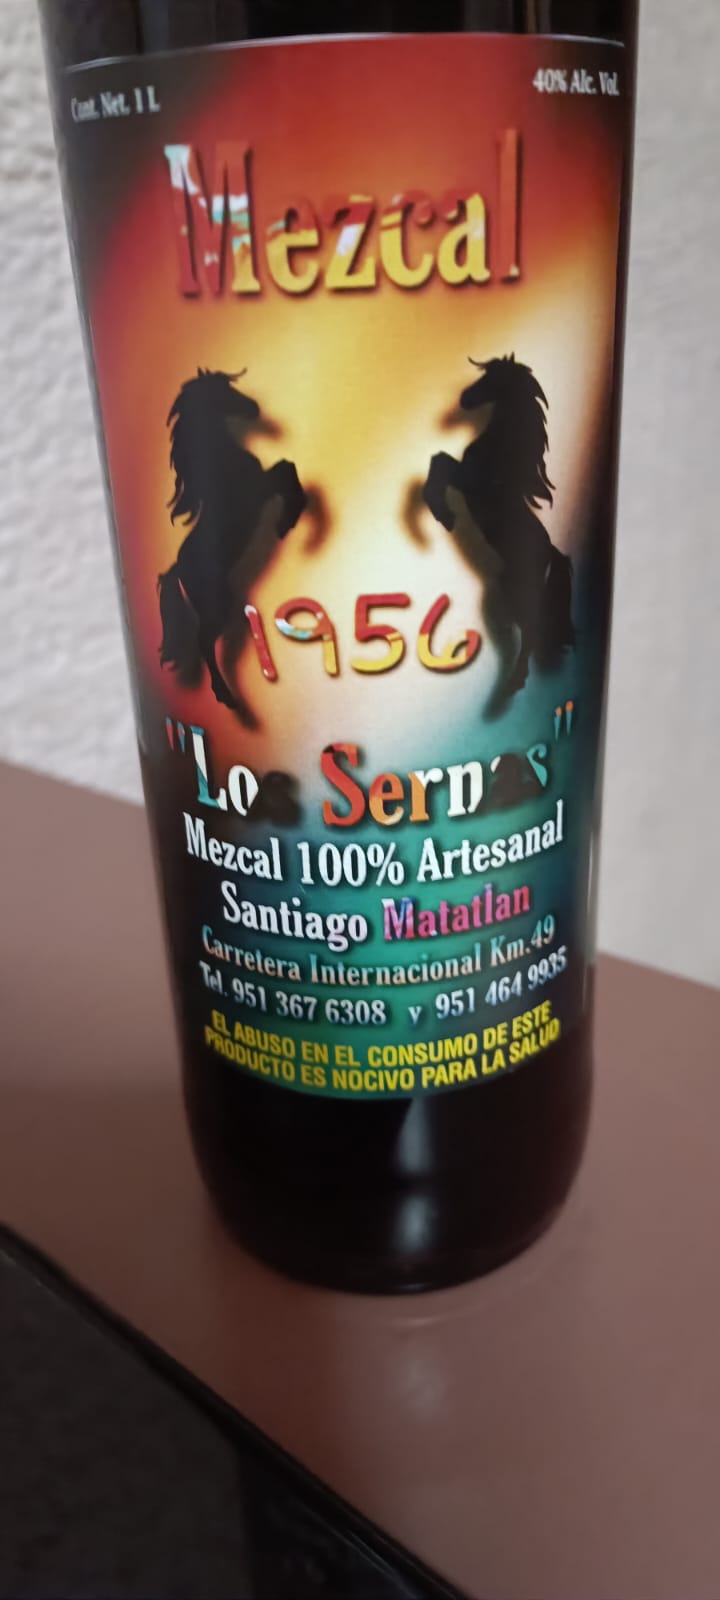 Cont. Net. 1 L
40% Alc. Vol.
Mezcal
1956
"Los Sernas"
Mezcal 100% Artesanal
Santiago Matatlan
Carretera Internacional Km.49
Tel. 951 367 6308 y 951 464 9935
EL ABUSO EN EL CONSUMO DE ESTE
PRODUCTO ES NOCIVO PARA LA SALUD